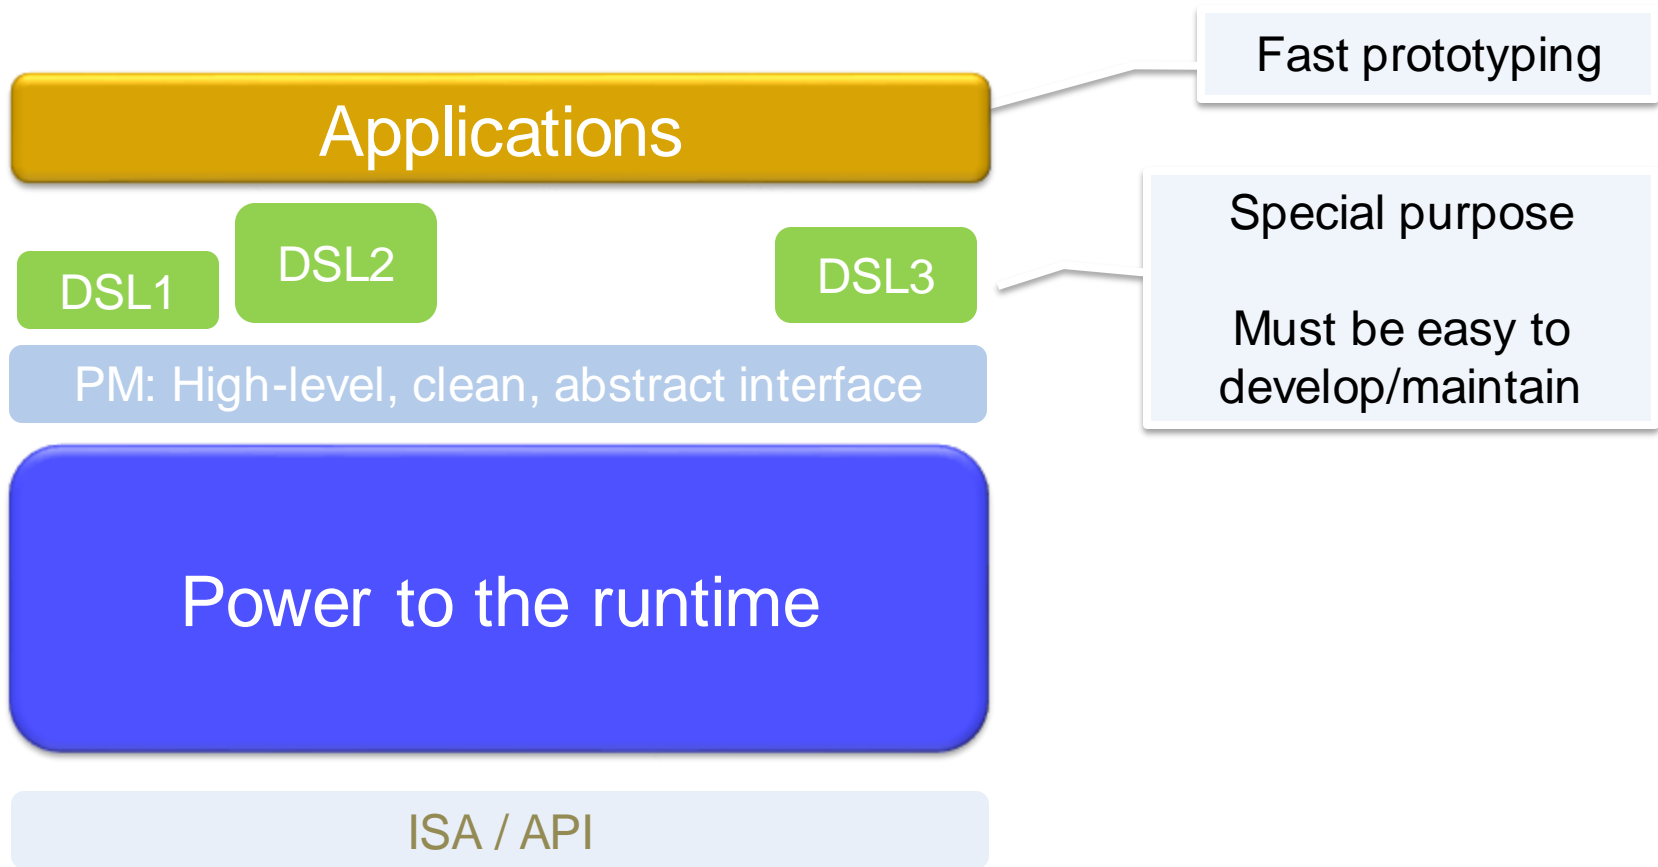 Fast prototyping
Applications
Special purpose
Must be easy to
develop/maintain
DSL1
DSL2
DSL3
PM: High-level, clean, abstract interface
Power to the runtime
ISA / API